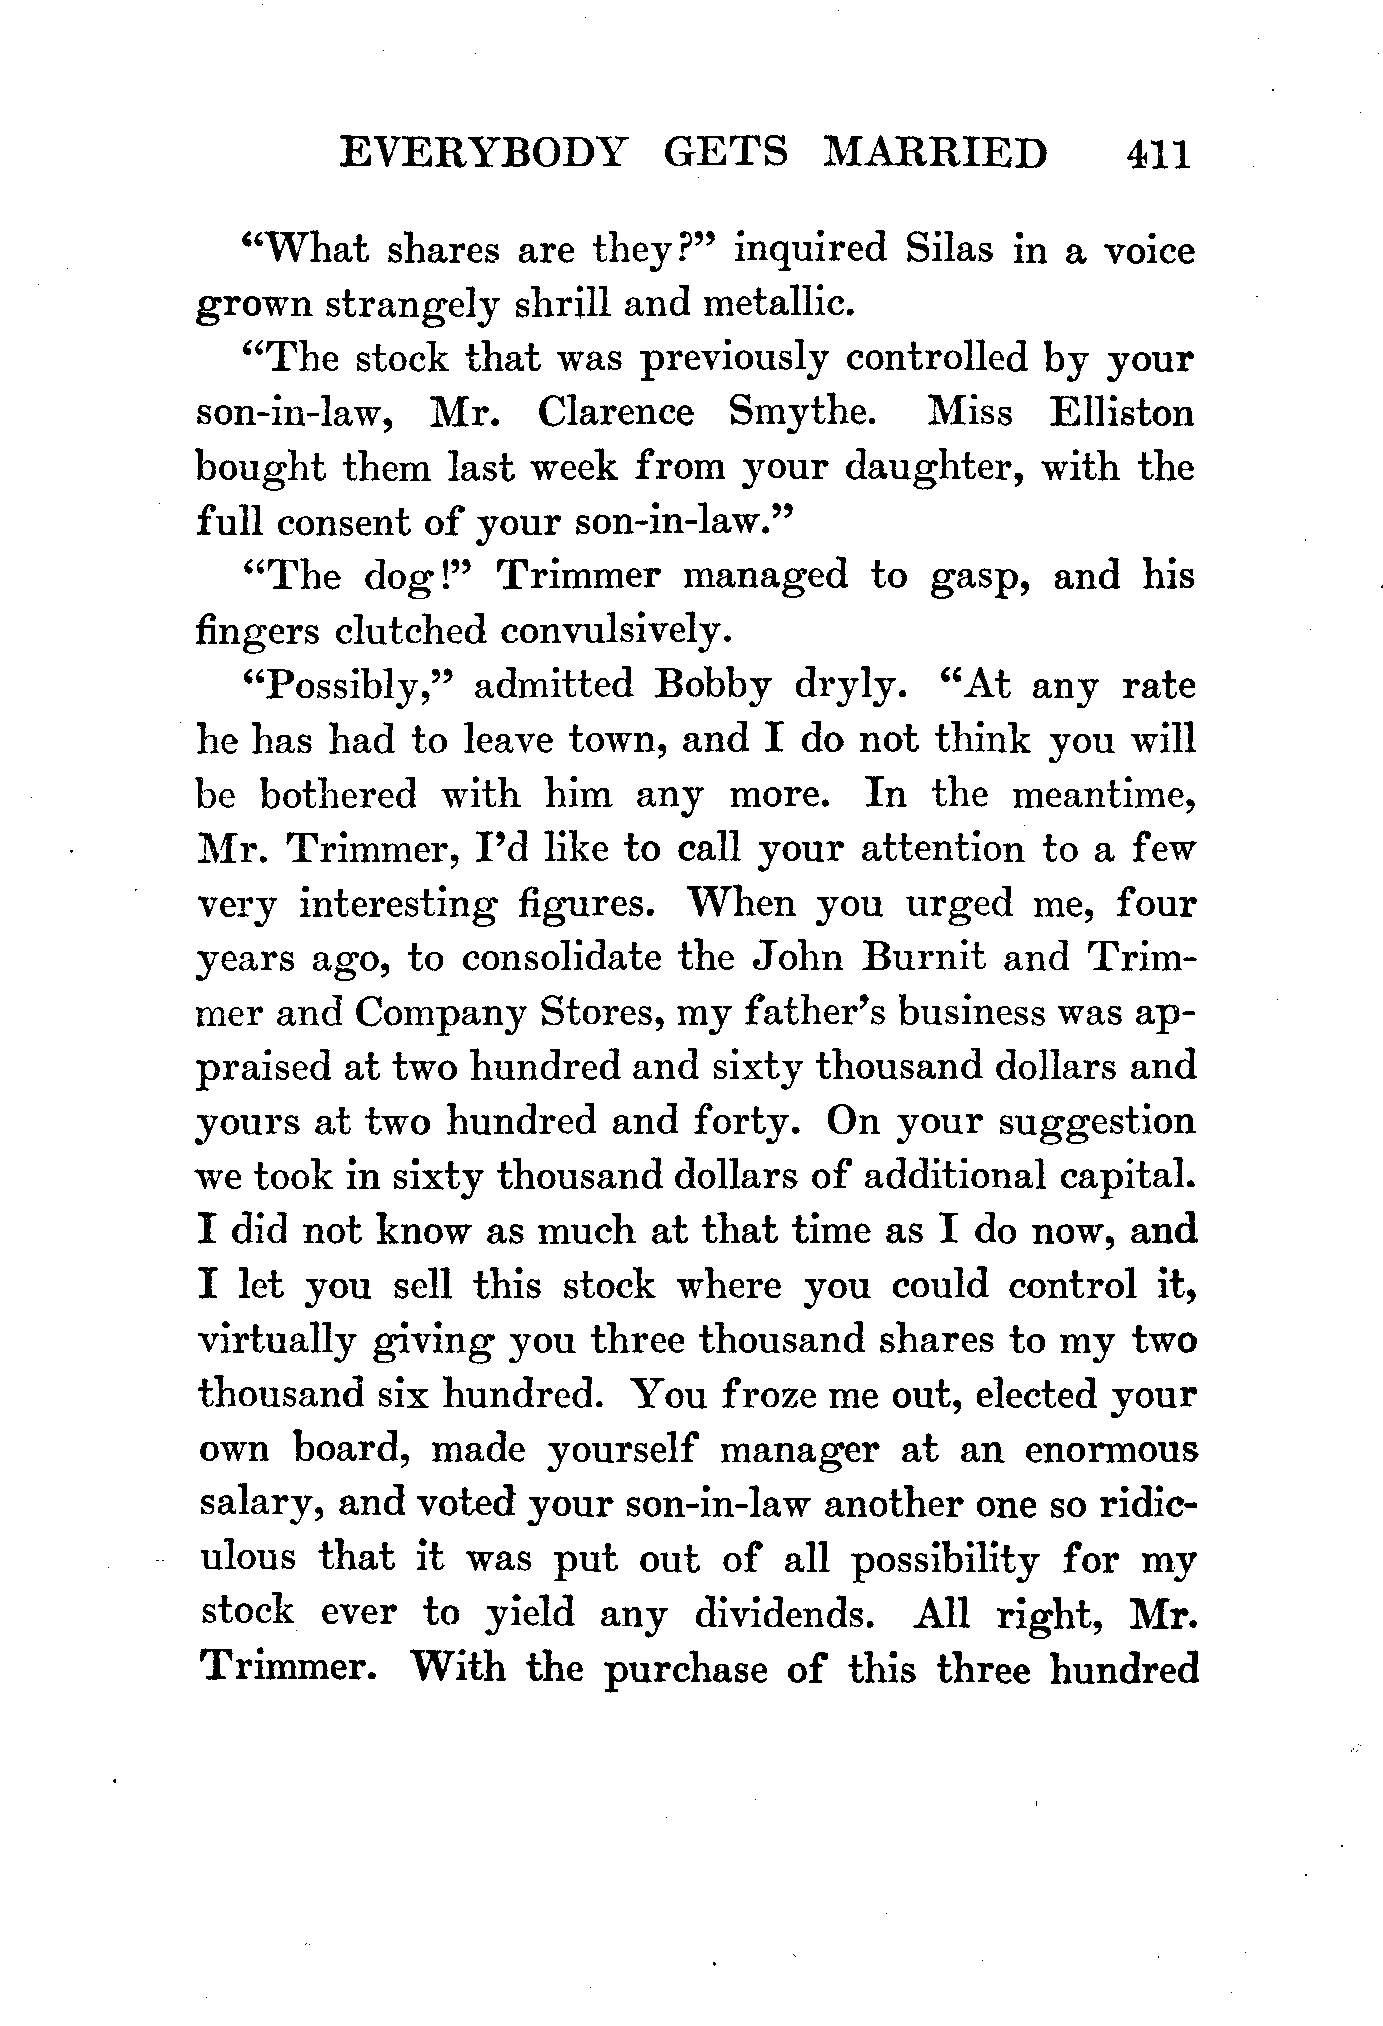 EVERYBODY GETS MARRIED 411
“What shares are they?” inquired Silas in a voice
grown strangely shrill and metallic.
“The stock that was previously controlled by your
son-in-law, Mr. Clarence Smythe. Miss Elliston
bought them last week from your daughter, with the
full consent of your son-in-law.”
“The dog!” Trimmer managed to gasp, and his
fingers clutched convulsively.
“Possibly,” admitted Bobby dryly. “At any rate
he has had to leave town, and I do not think you will
be bothered with him any more. In the meantime,
Mr. Trimmer, I’d like to call your attention to a few
very interesting figures. When you urged me, four
years ago, to consolidate the John Burnit and Trim-
mer and Company Stores, my father’s business was ap-
praised at two hundred and sixty thousand dollars and
yours at two hundred and forty. On your suggestion
we took in sixty thousand dollars of additional capital.
I did not know as much at that time as I do now, and
I let you sell this stock where you could control it,
virtually giving you three thousand shares to my two
thousand six hundred. You froze me out, elected your
own board, made yourself manager at an enormous
salary, and voted your son-in-law another one so ridic-
ulous that it was put out of all possibility for my
stock ever to yield any dividends. All right, Mr.
Trimmer. With the purchase of this three hundred